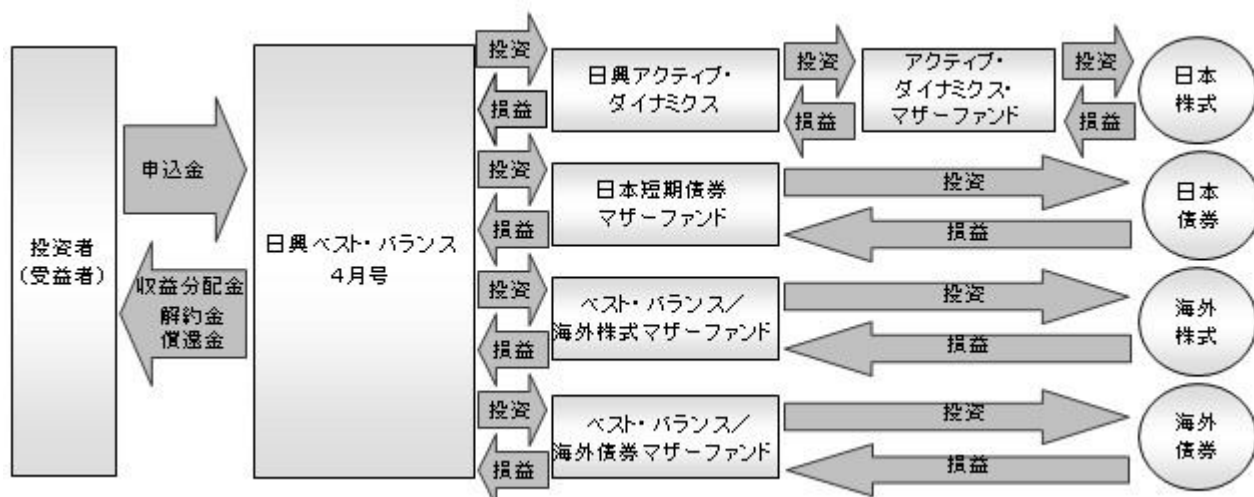 投資者
（受益者）
申込金
収益分配金
解約金
償還金
日興ベスト・バランス
4月号
投資
損益
日興アクティブ・
ダイナミクス
投資
損益
アクティブ・
ダイナミクス・
マザーファンド
投資
損益
日本
株式
投資
損益
日本短期債券
マザーファンド
投資
損益
日本
債券
投資
損益
ベスト・バランス／
海外株式マザーファンド
投資
損益
海外
株式
投資
損益
ベスト・バランス／
海外債券マザーファンド
投資
損益
海外
債券